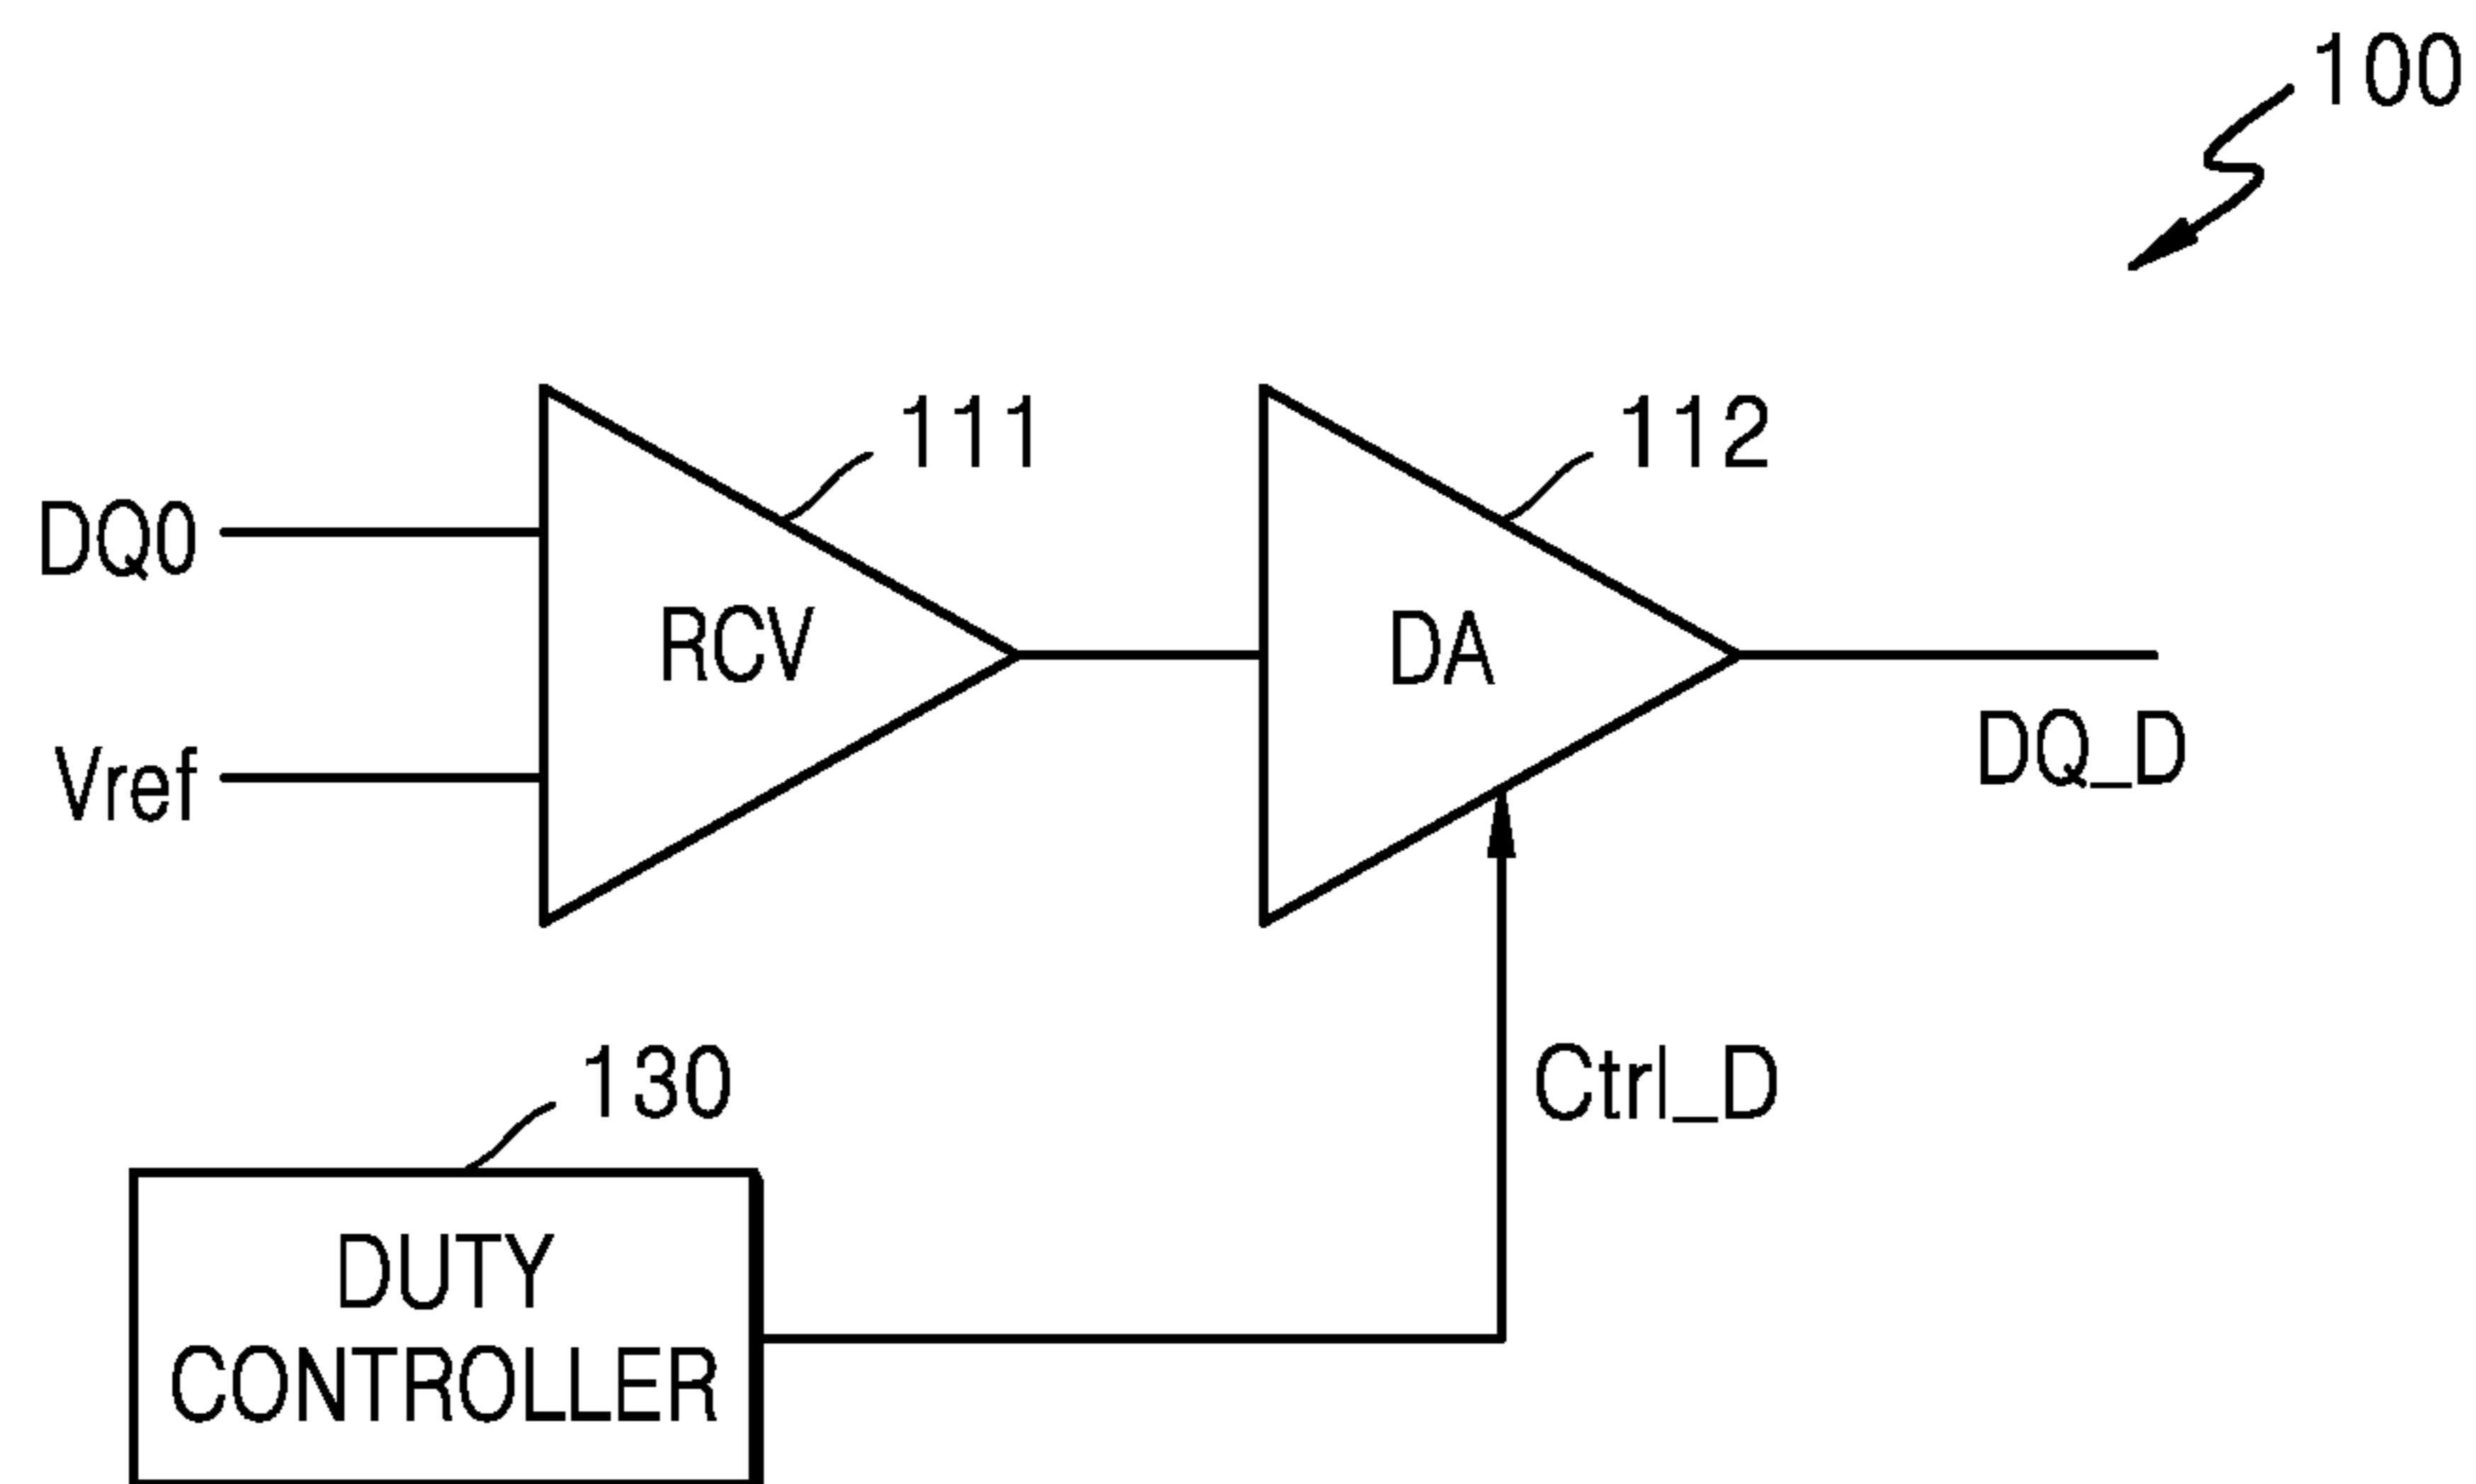 100
111
112
DQ0
RCV
DA
Vref
DQ_D
Ctrl_D
130
DUTY
CONTROLLER